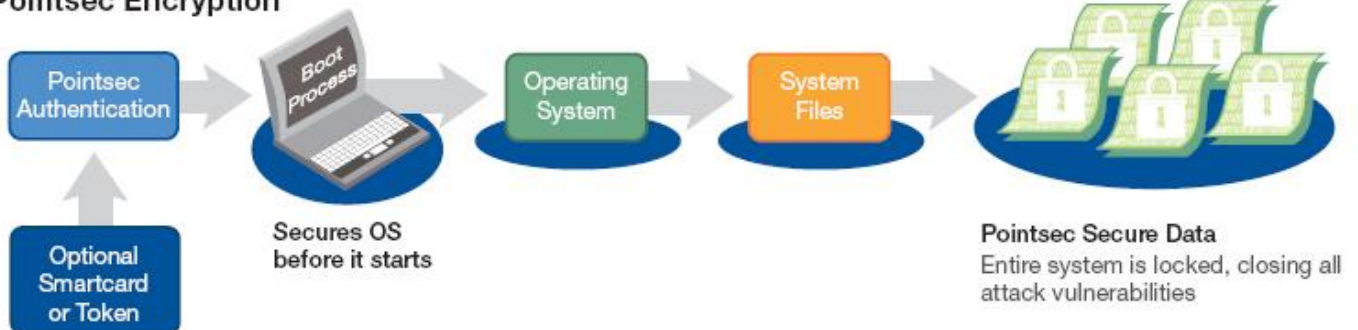 Pointsec Encryption
Pointsec
Authentication
Boot
Process
Operating
System
System
Files
Optional
Smartcard
or Token
Secures OS
before it starts
Pointsec Secure Data
Entire system is locked, closing all
attack vulnerabilities